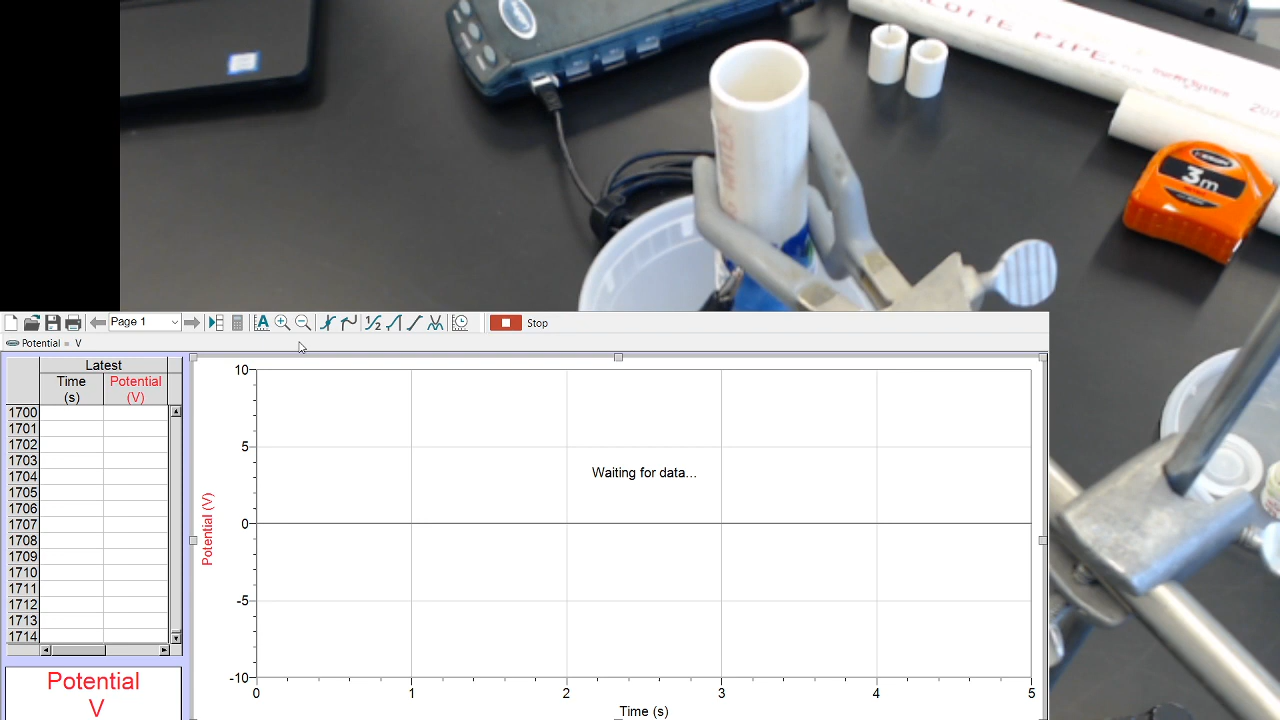 CLOTTE PIPE
3m
Page 1
Stop
Potential = V
Latest
Time
(s)
Potential
(V)
1700
1701
1702
1703
1704
1705
1706
1707
1708
1709
1710
1711
1712
1713
1714
Potential
V
Potential (V)
10
5
0
-5
-10
Waiting for data...
0
1
2
3
4
5
Time (s)